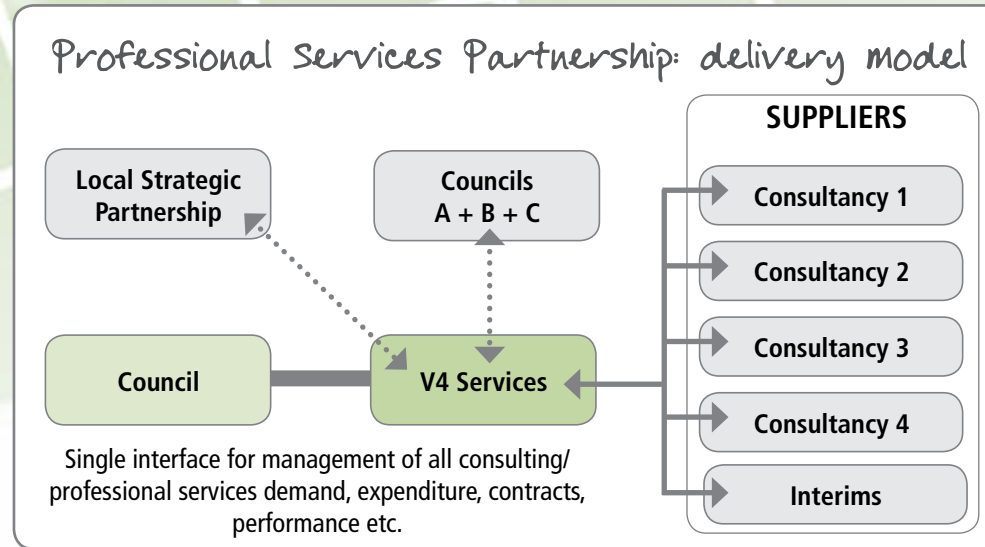 Professional Services Partnership: delivery model
SUPPLIERS
Local Strategic
Partnership
Councils
A + B + C
Consultancy 1
Consultancy 2
Consultancy 3
Consultancy 4
Interims
Council
V4 Services
Single interface for management of all consulting/
professional services demand, expenditure, contracts,
performance etc.